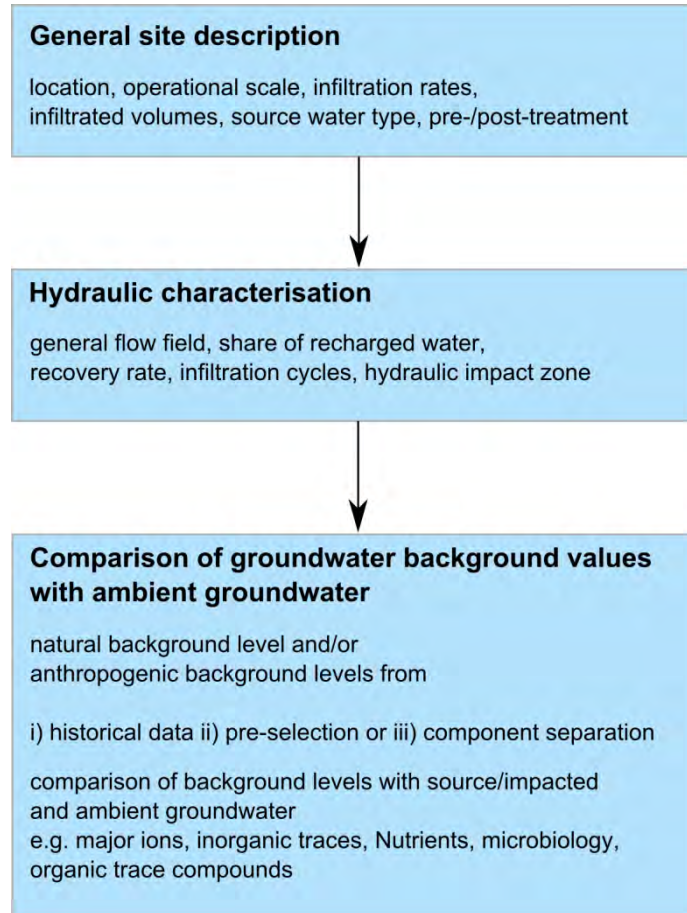 General site description
location, operational scale, infiltration rates,
infiltrated volumes, source water type, pre-/post-treatment
Hydraulic characterisation
general flow field, share of recharged water,
recovery rate, infiltration cycles, hydraulic impact zone
Comparison of groundwater background values
with ambient groundwater
natural background level and/or
anthropogenic background levels from
i) historical data ii) pre-selection or iii) component separation
comparison of background levels with source/impacted
and ambient groundwater
e.g. major ions, inorganic traces, Nutrients, microbiology,
organic trace compounds